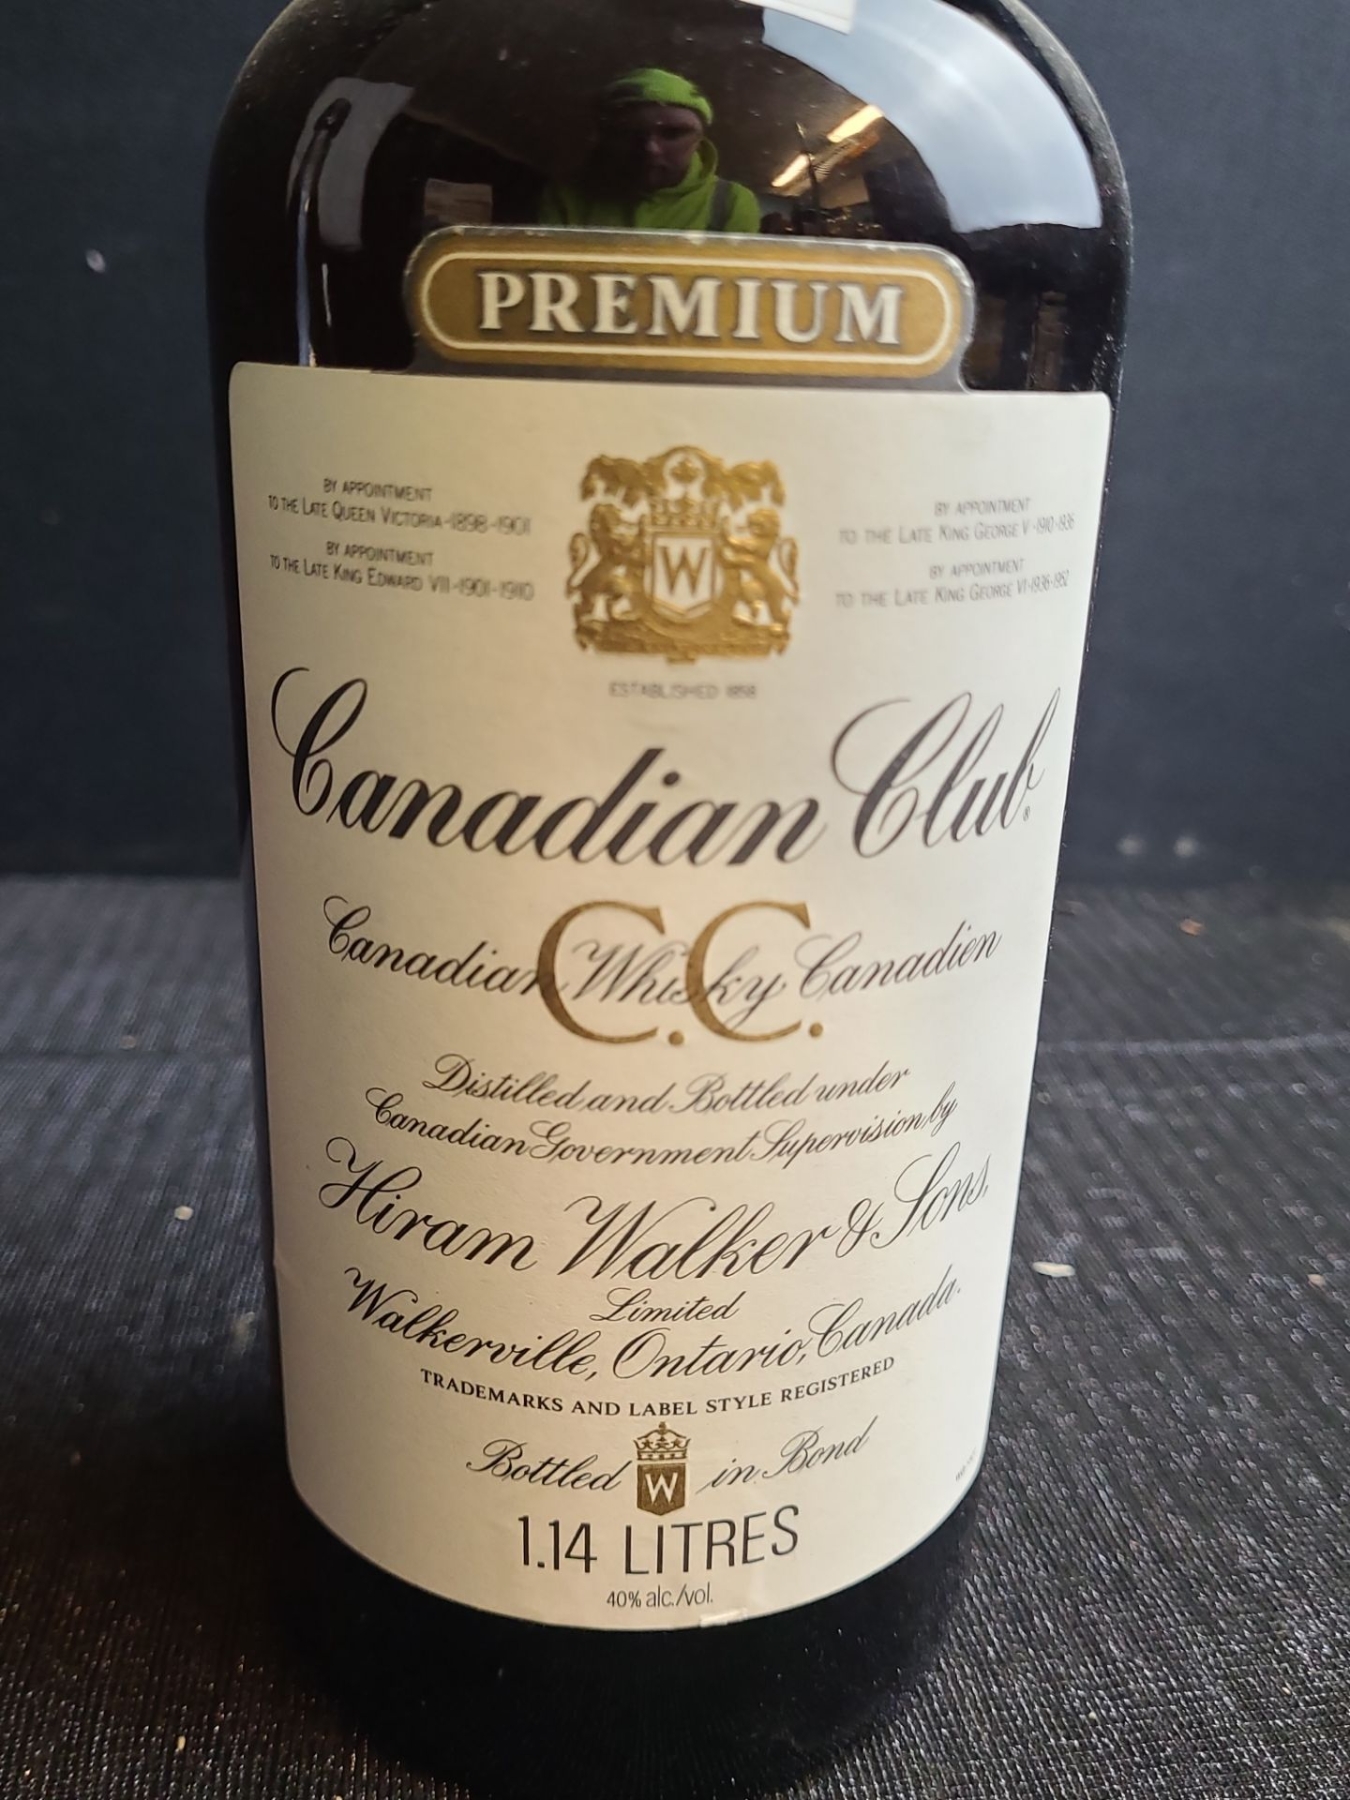 PREMIUM
BY APPOINTMENT
TO THE LATE QUEEN VICTORIA-1898-1901
BY APPOINTMENT
TO THE LATE KING EDWARD VII-1901-1910
BY APPOINTMENT
TO THE LATE KING GEORGE V-1910-1936
BY APPOINTMENT
TO THE LATE KING GEORGE VI-1936-1952
W
ESTABLISHED 1858
Canadian Club®
C.C.
Canadian Whisky Canadien
Distilled and Bottled under
Canadian Government Supervision by
Hiram Walker & Sons,
Limited
Walkerville, Ontario, Canada.
TRADEMARKS AND LABEL STYLE REGISTERED
Bottled W in Bond
1.14 LITRES
40% alc./vol.